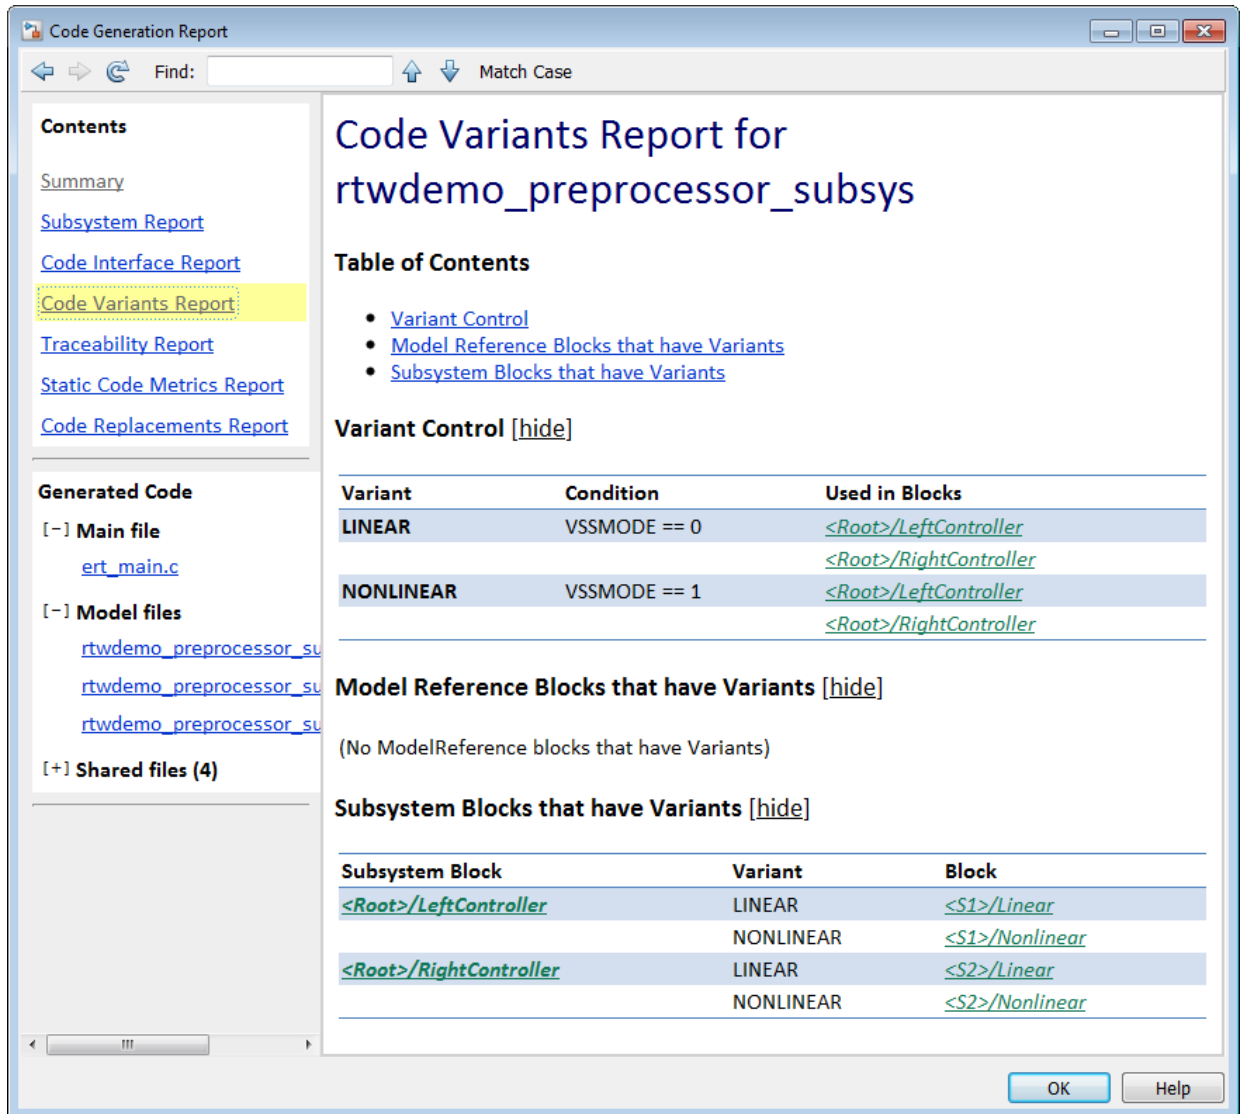 Code Generation Report
Find:
Match Case
Contents
Summary
Subsystem Report
Code Interface Report
Code Variants Report
Traceability Report
Static Code Metrics Report
Code Replacements Report
Generated Code
[-] Main file
ert_main.c
[-] Model files
rtwdemo_preprocessor_su
rtwdemo_preprocessor_su
rtwdemo_preprocessor_su
[+] Shared files (4)
Code Variants Report for
rtwdemo_preprocessor_subsys
Table of Contents
• Variant Control
• Model Reference Blocks that have Variants
• Subsystem Blocks that have Variants
Variant Control [hide]
Variant Condition Used in Blocks
LINEAR VSSMODE == 0 <Root>/LeftController
<Root>/RightController
NONLINEAR VSSMODE == 1 <Root>/LeftController
<Root>/RightController
Model Reference Blocks that have Variants [hide]
(No ModelReference blocks that have Variants)
Subsystem Blocks that have Variants [hide]
Subsystem Block Variant Block
<Root>/LeftController LINEAR <S1>/Linear
NONLINEAR <S1>/Nonlinear
<Root>/RightController LINEAR <S2>/Linear
NONLINEAR <S2>/Nonlinear
OK
Help